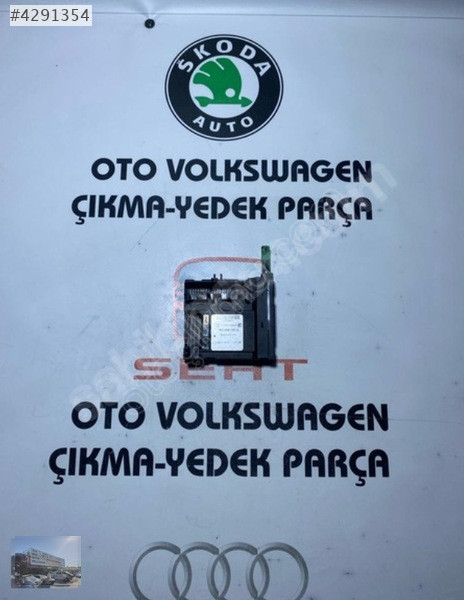 #4291354
ŠKODA
AUTO
OTO VOLKSWAGEN
ÇIKMA-YEDEK PARÇA
SEAT
OTO VOLKSWAGEN
ÇIKMA-YEDEK PARÇA